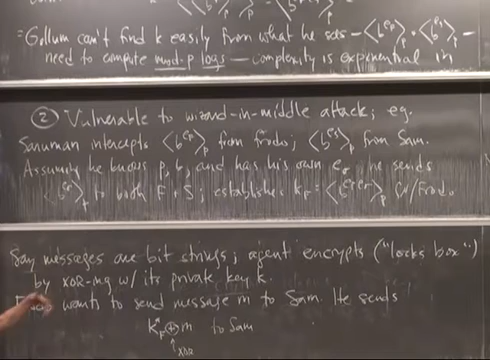 - Gollum can't find k easily from what he sees - ⟨b^{e_F}⟩_p, ⟨b^{e_S}⟩_p -
need to compute mod-p logs - complexity is exponential in
② Vulnerable to wizard-in-middle attack; eg.
Saruman intercepts ⟨b^{e_F}⟩_p from Frodo; ⟨b^{e_S}⟩_p from Sam.
Assuming he knows p, b, and has his own e_r he sends
⟨b^{e_r}⟩_p to both F + S; establishes k_F = ⟨b^{e_F e_r}⟩_p w/ Frodo.
Say messages are bit strings; agent encrypts ("locks box")
by XOR-ing w/ its private key k.
wants to send message m to Sam. He sends
k_F ⊕ m to Sam
XOR